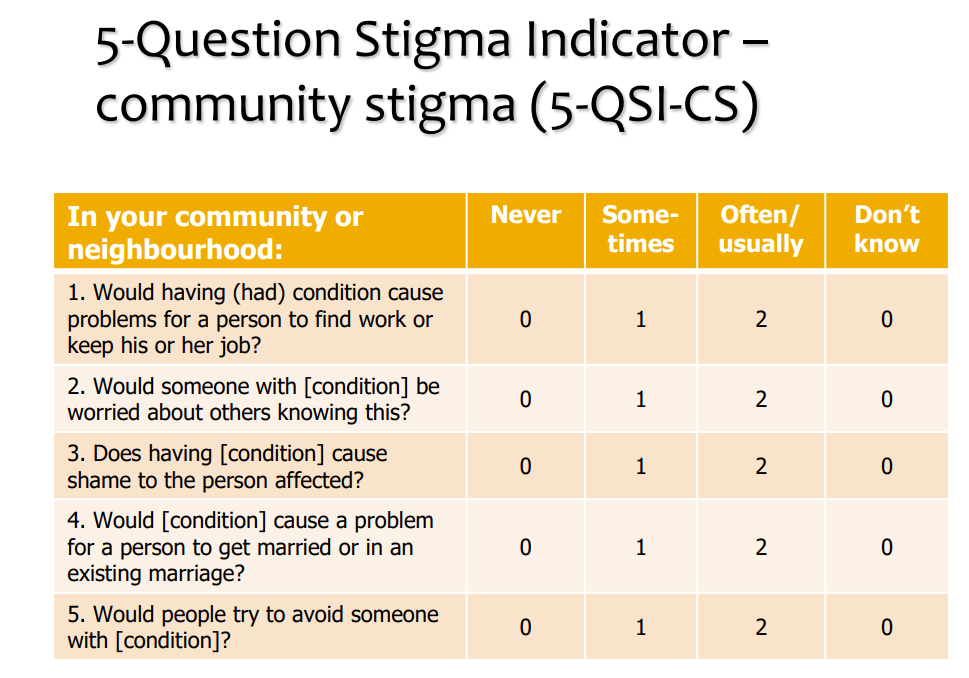 5-Question Stigma Indicator –
community stigma (5-QSI-CS)
In your community or
neighbourhood:
Never
Some-
times
Often/
usually
Don’t
know
1. Would having (had) condition cause
problems for a person to find work or
keep his or her job?
0
1
2
0
2. Would someone with [condition] be
worried about others knowing this?
0
1
2
0
3. Does having [condition] cause
shame to the person affected?
0
1
2
0
4. Would [condition] cause a problem
for a person to get married or in an
existing marriage?
0
1
2
0
5. Would people try to avoid someone
with [condition]?
0
1
2
0